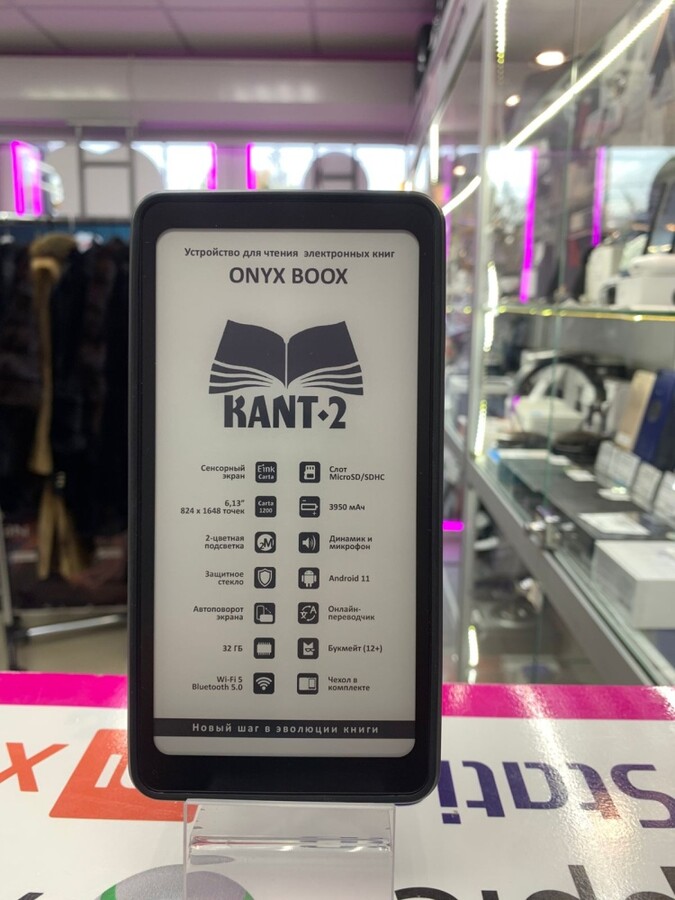 Устройство для чтения электронных книг
ONYX BOOX
KANT·2
Сенсорный
экран
E'ink
Carta
Слот
MicroSD/SDHC
6,13"
824 x 1648 точек
Carta
1200
3950 мАч
2-цветная
подсветка
Динамик и
микрофон
Защитное
стекло
Android 11
Автоповорот
экрана
Онлайн-
переводчик
32 ГБ
Букмейт (12+)
Wi-Fi 5
Bluetooth 5.0
Чехол в
комплекте
Новый шаг в эволюции книги
Stati